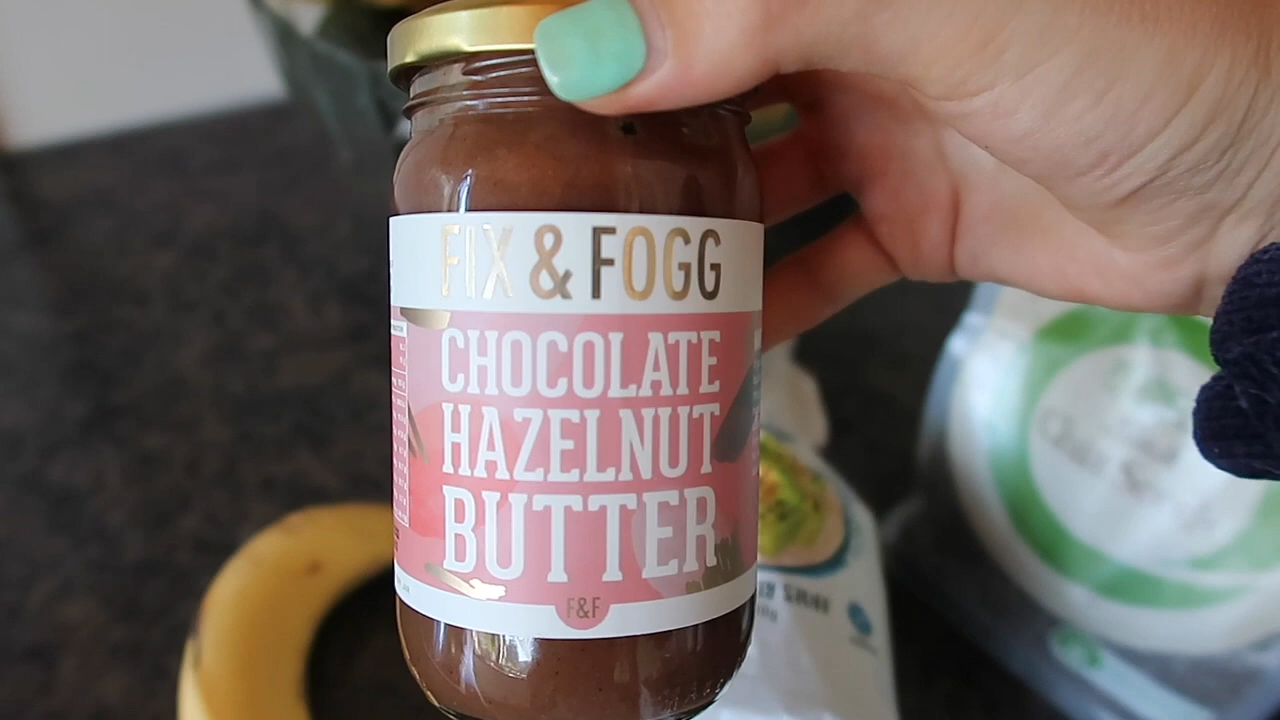 FIX & FOGG
CHOCOLATE
HAZELNUT
BUTTER
F&F